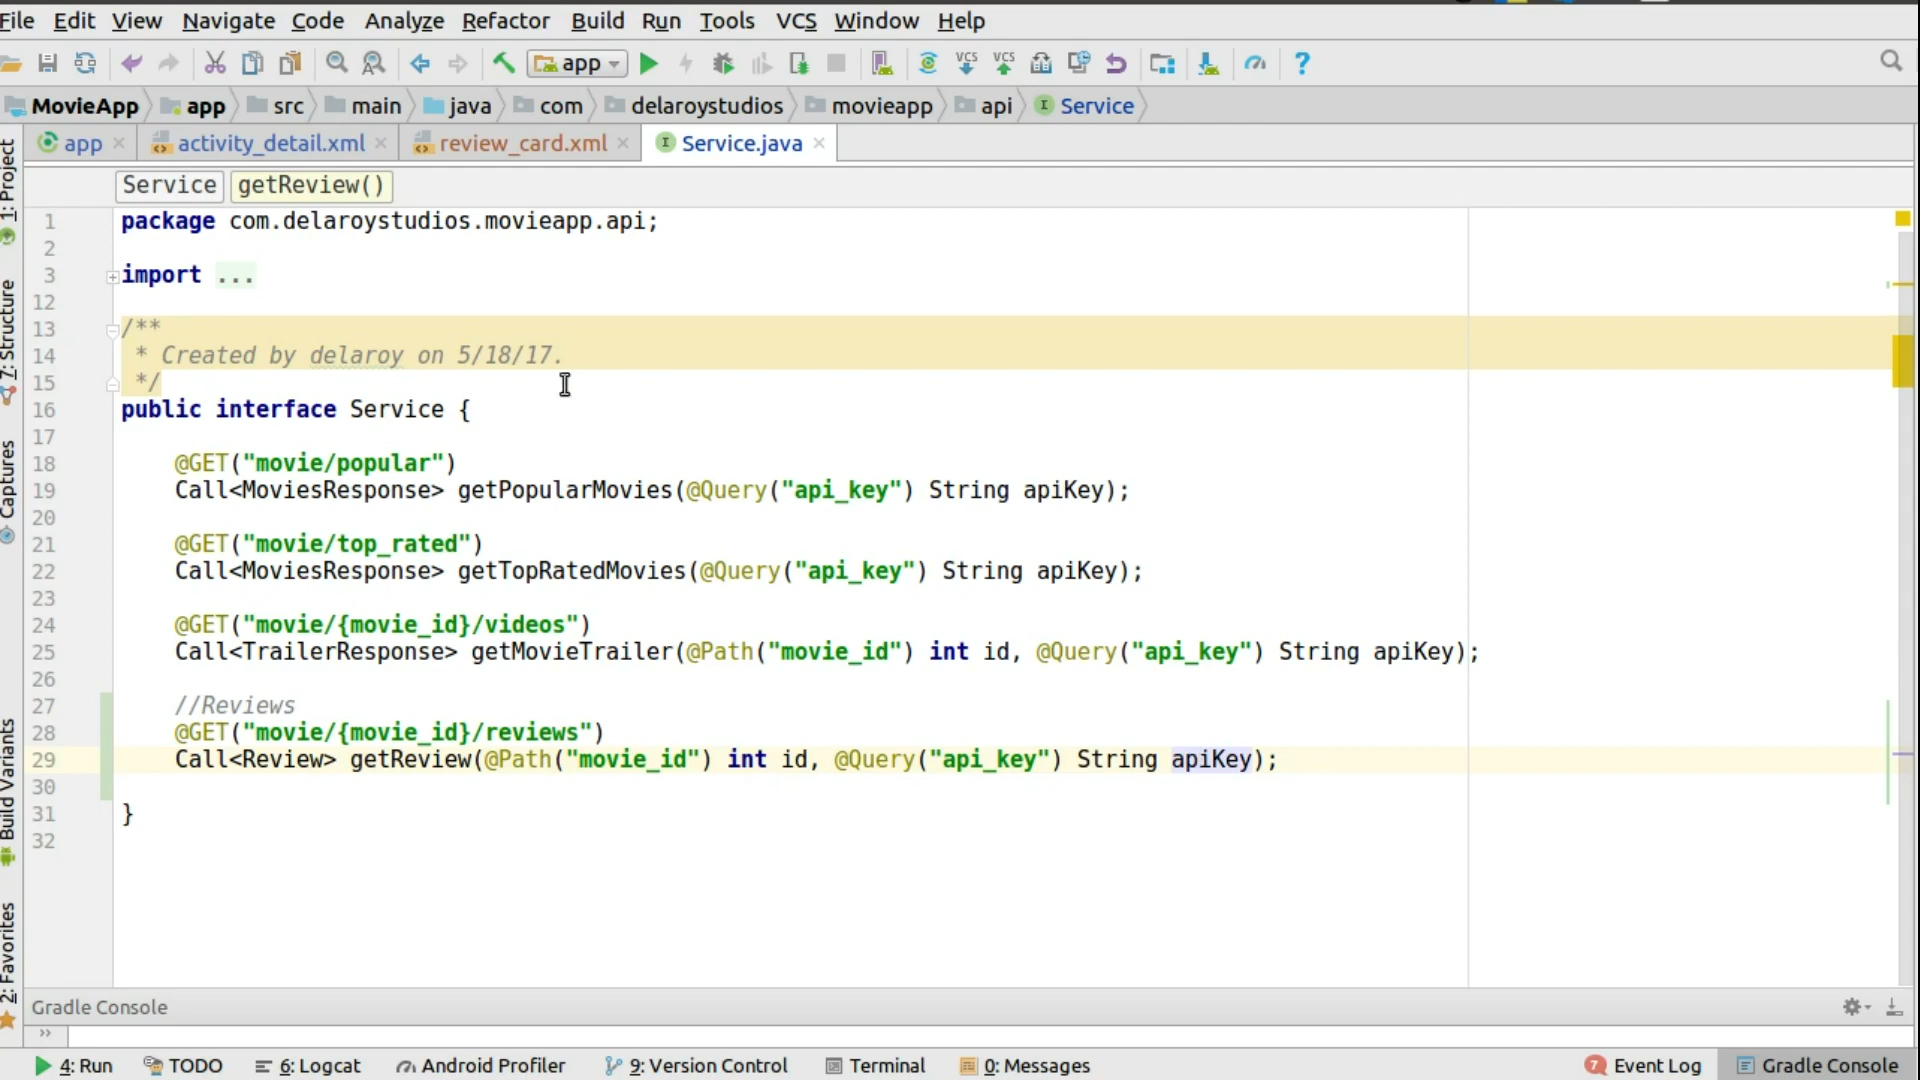 File Edit View Navigate Code Analyze Refactor Build Run Tools VCS Window Help
app VCS VCS ?
MovieApp app src main java com delaroystudios movieapp api I Service
app activity_detail.xml review_card.xml I Service.java
Service getReview()
1 package com.delaroystudios.movieapp.api;
2
3 import ...
12
13 /**
14 * Created by delaroy on 5/18/17.
15 */
16 public interface Service {
17
18 @GET("movie/popular")
19 Call<MoviesResponse> getPopularMovies(@Query("api_key") String apiKey);
20
21 @GET("movie/top_rated")
22 Call<MoviesResponse> getTopRatedMovies(@Query("api_key") String apiKey);
23
24 @GET("movie/{movie_id}/videos")
25 Call<TrailerResponse> getMovieTrailer(@Path("movie_id") int id, @Query("api_key") String apiKey);
26
27 //Reviews
28 @GET("movie/{movie_id}/reviews")
29 Call<Review> getReview(@Path("movie_id") int id, @Query("api_key") String apiKey);
30
31 }
32
1: Project
7: Structure
Captures
Build Variants
2: Favorites
Gradle Console
4: Run TODO 6: Logcat Android Profiler 9: Version Control Terminal 0: Messages 7 Event Log Gradle Console